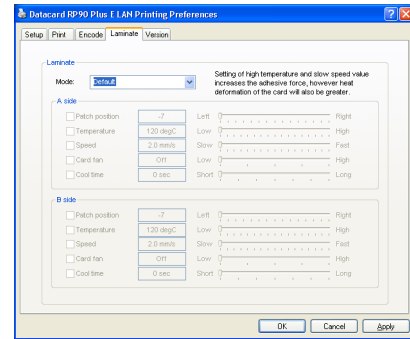 Datacard RP90 Plus E LAN Printing Preferences
Setup Print Encode Laminate Version
Laminate
Mode: Default
Setting of high temperature and slow speed value
increases the adhesive force, however heat
deformation of the card will also be greater.
A side
Patch position -7 Left Right
Temperature 120 degC Low High
Speed 2.0 mm/s Slow Fast
Card fan Off Low High
Cool time 0 sec Short Long
B side
Patch position -7 Left Right
Temperature 120 degC Low High
Speed 2.0 mm/s Slow Fast
Card fan Off Low High
Cool time 0 sec Short Long
OK Cancel Apply